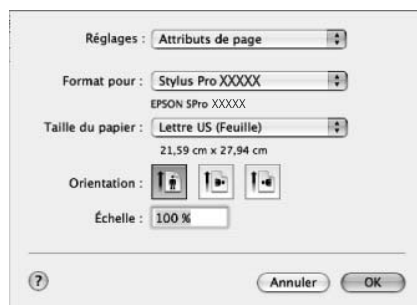 Réglages : Attributs de page
Format pour : Stylus Pro XXXXX
EPSON SPro XXXXX
Taille du papier : Lettre US (Feuille)
21,59 cm x 27,94 cm
Orientation :
Échelle : 100 %
? Annuler OK